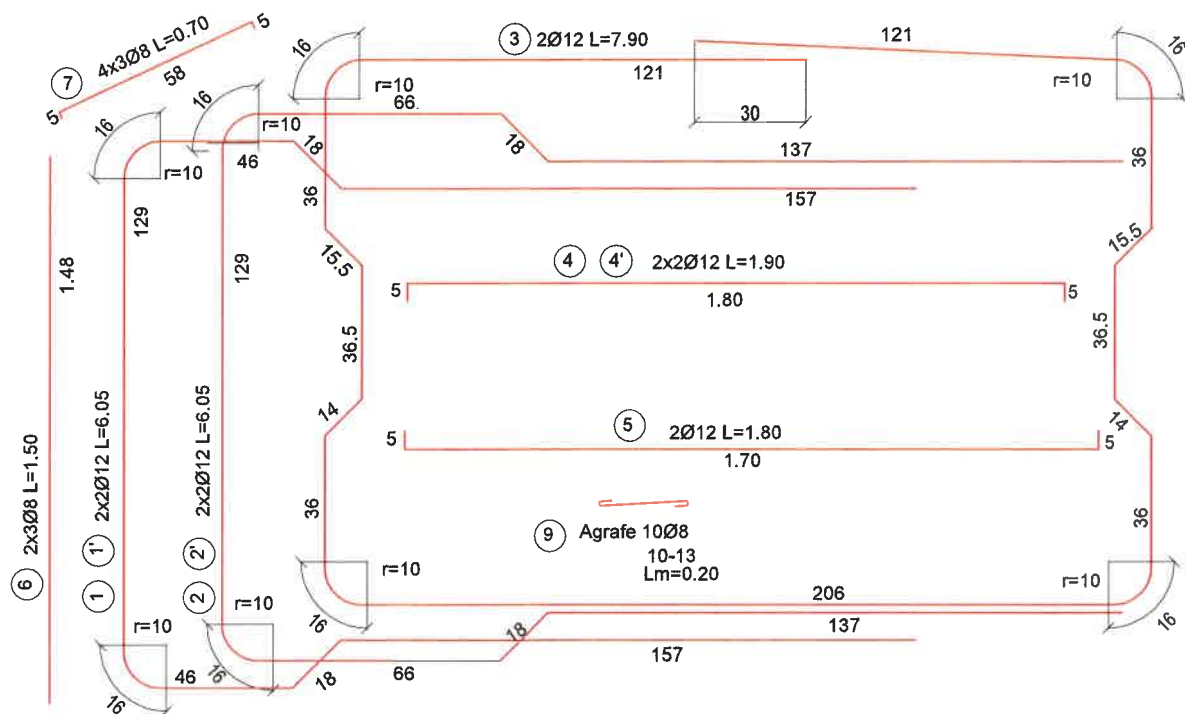 5
7 4x3Ø8 L=0.70
58
5
16
3 2Ø12 L=7.90
121
16
r=10
121
r=10
30
16
16
r=10
66
46
18
18
137
36
r=10
36
157
129
129
1.48
15.5
15.5
4 4' 2x2Ø12 L=1.90
5
1.80
5
36.5
36.5
14
14
5 2Ø12 L=1.80
5
1.70
5
6 2x3Ø8 L=1.50
1 1' 2x2Ø12 L=6.05
2 2' 2x2Ø12 L=6.05
36
36
9 Agrafe 10Ø8
10-13
Lm=0.20
r=10
r=10
206
r=10
16
18
137
16
r=10
16
66
157
46
18
16